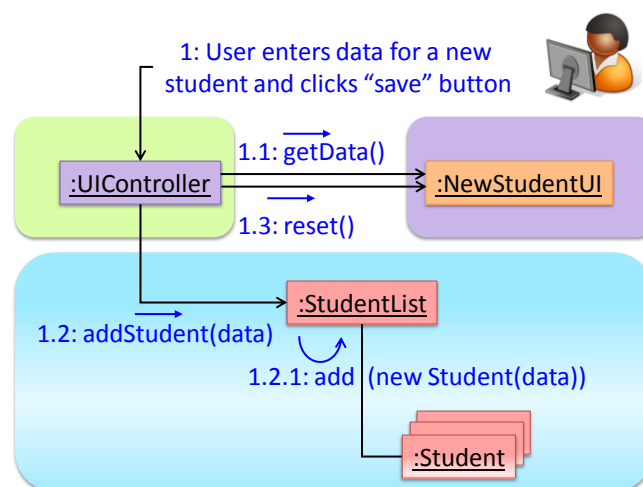 1: User enters data for a new
student and clicks “save” button
1.1: getData()
:UIController
:NewStudentUI
1.3: reset()
:StudentList
1.2: addStudent(data)
1.2.1: add (new Student(data))
:Student